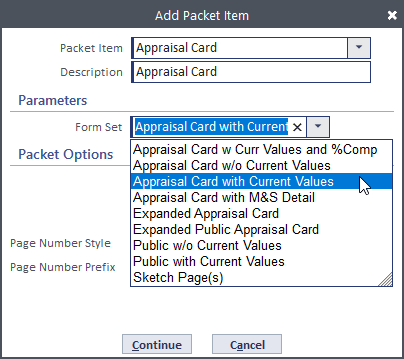 Add Packet Item
Packet Item Appraisal Card
Description Appraisal Card
Parameters
Form Set Appraisal Card with Current
Appraisal Card w Curr Values and %Comp
Appraisal Card w/o Current Values
Appraisal Card with Current Values
Appraisal Card with M&S Detail
Expanded Appraisal Card
Expanded Public Appraisal Card
Public w/o Current Values
Public with Current Values
Sketch Page(s)
Packet Options
Page Number Style
Page Number Prefix
Continue Cancel